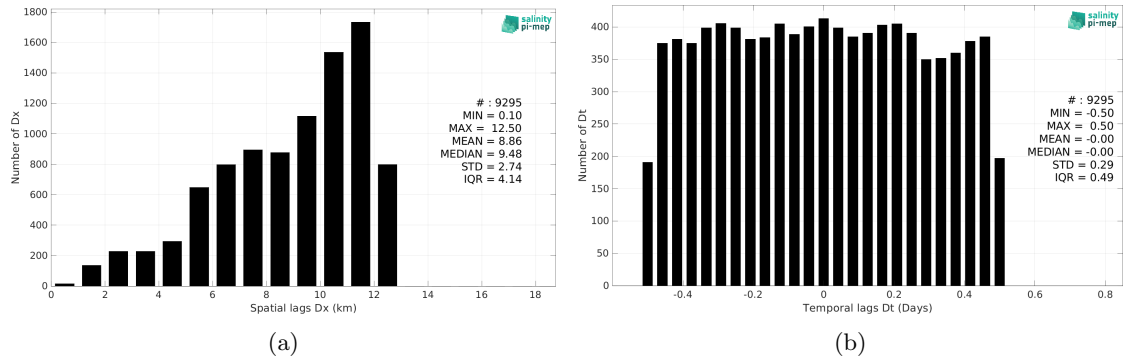 1800
1600
1400
1200
1000
800
600
400
200
0
Number of Dx
0 2 4 6 8 10 12 14 16 18
Spatial lags Dx (km)
salinity
pi-mep
# : 9295
MIN = 0.10
MAX = 12.50
MEAN = 8.86
MEDIAN = 9.48
STD = 2.74
IQR = 4.14
(a)
400
350
300
250
200
150
100
50
0
Number of Dt
-0.4 -0.2 0 0.2 0.4 0.6 0.8
Temporal lags Dt (Days)
salinity
pi-mep
# : 9295
MIN = -0.50
MAX = 0.50
MEAN = -0.00
MEDIAN = -0.00
STD = 0.29
IQR = 0.49
(b)